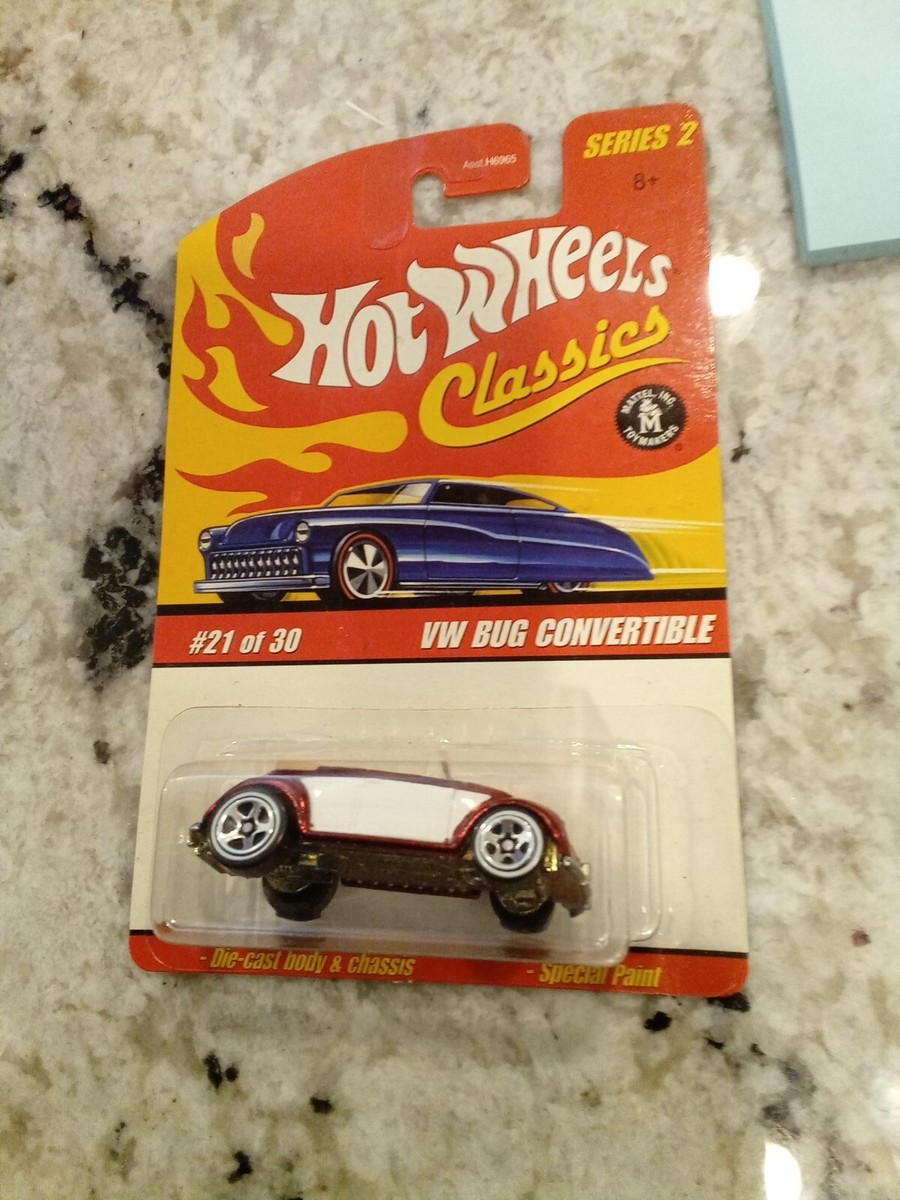 Asst.H6965
SERIES 2
8+
Hot Wheels
Classics
MATTEL, INC.
M
TOYMAKERS
#21 of 30
VW BUG CONVERTIBLE
- Die-cast body & chassis
- Special Paint